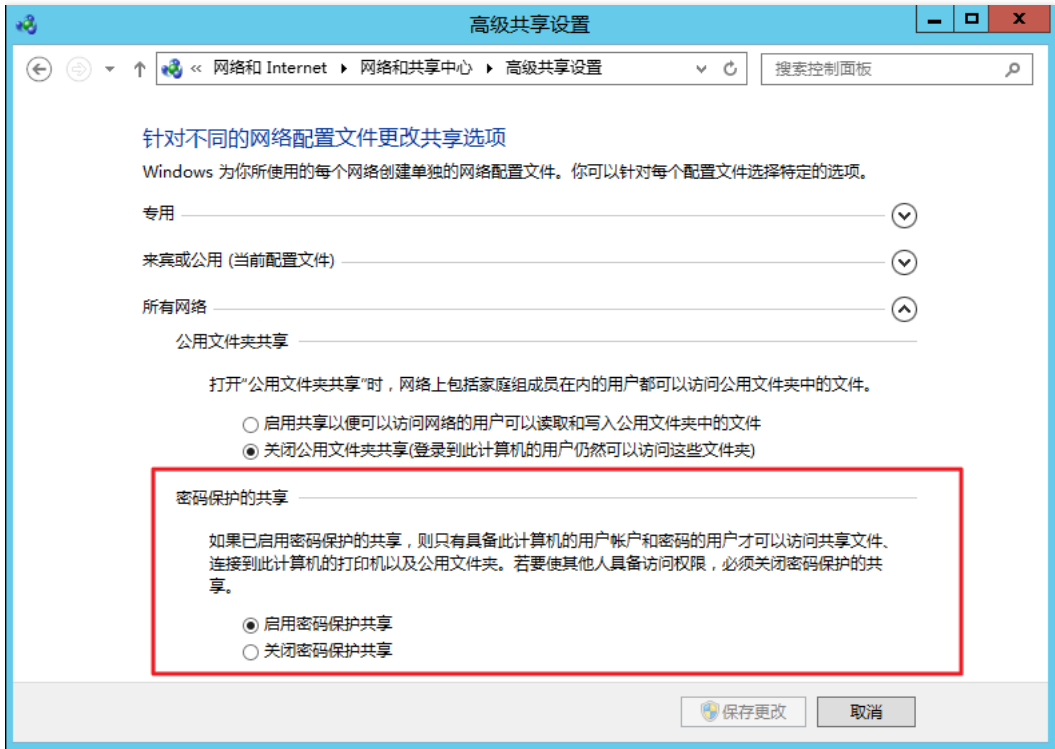 高级共享设置
« 网络和 Internet ▸ 网络和共享中心 ▸ 高级共享设置
搜索控制面板
针对不同的网络配置文件更改共享选项
Windows 为你所使用的每个网络创建单独的网络配置文件。你可以针对每个配置文件选择特定的选项。
专用
来宾或公用 (当前配置文件)
所有网络
公用文件夹共享
打开"公用文件夹共享"时，网络上包括家庭组成员在内的用户都可以访问公用文件夹中的文件。
启用共享以便可以访问网络的用户可以读取和写入公用文件夹中的文件
关闭公用文件夹共享(登录到此计算机的用户仍然可以访问这些文件夹)
密码保护的共享
如果已启用密码保护的共享，则只有具备此计算机的用户帐户和密码的用户才可以访问共享文件、
连接到此计算机的打印机以及公用文件夹。若要使其他人具备访问权限，必须关闭密码保护的共
享。
启用密码保护共享
关闭密码保护共享
保存更改
取消